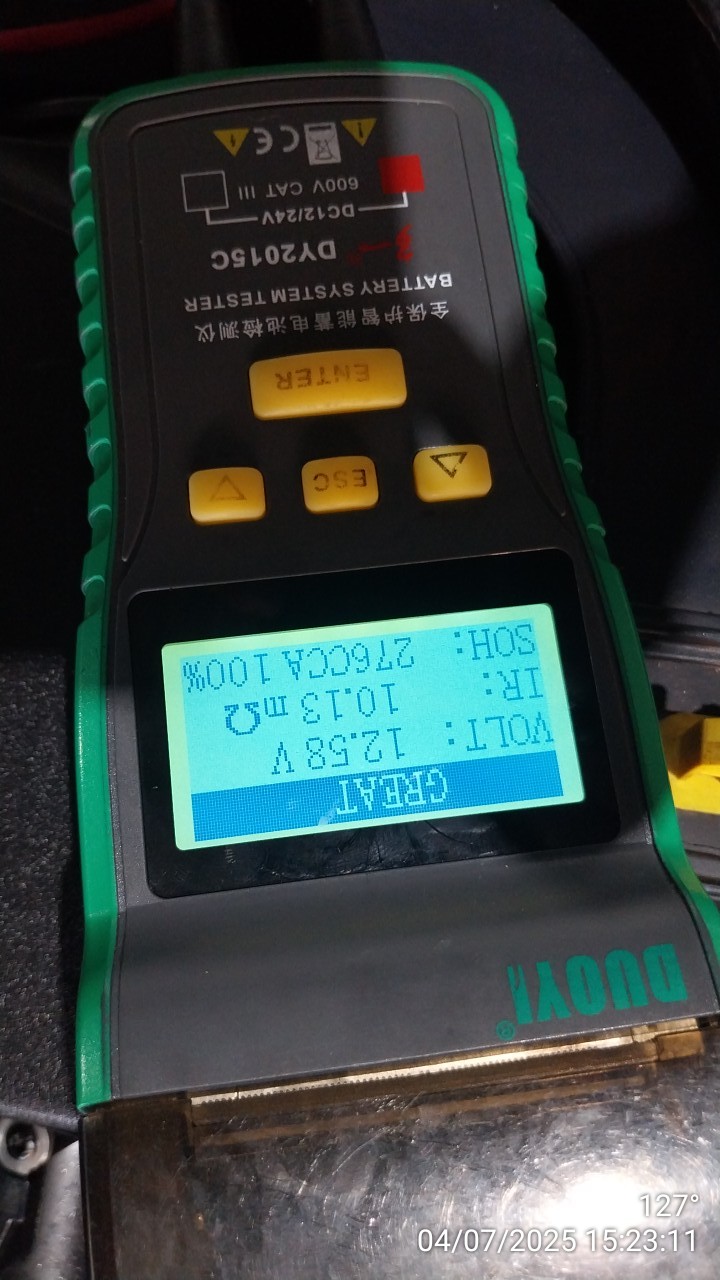 DUOYI®
GREAT
VOLT: 12.58 V
IR: 10.13 mΩ
SOH: 276CCA 100%
ESC
ENTER
全保护智能蓄电池检测仪
BATTERY SYSTEM TESTER
DY2015C
DC12/24V
600V CAT III
CE
127°
04/07/2025 15:23:11